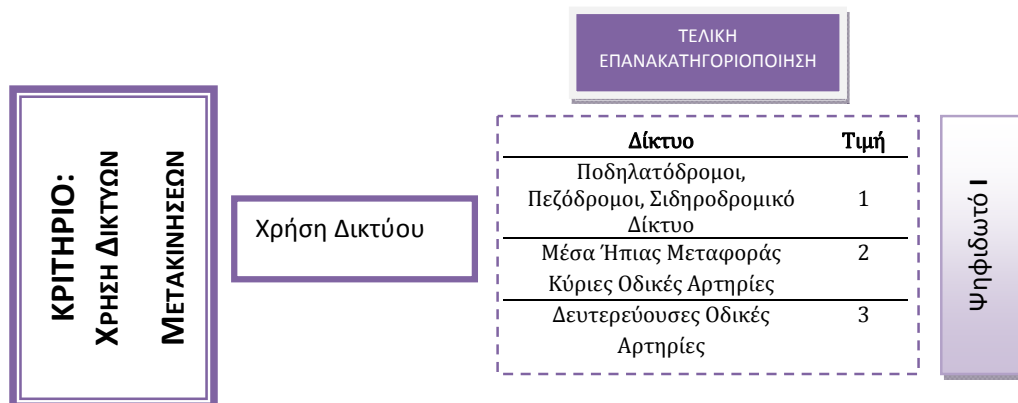 ΤΕΛΙΚΗ
ΕΠΑΝΑΚΑΤΗΓΟΡΙΟΠΟΙΗΣΗ
ΚΡΙΤΗΡΙΟ:
ΧΡΗΣΗ ΔΙΚΤΥΩΝ
ΜΕΤΑΚΙΝΗΣΕΩΝ
Χρήση Δικτύου
Δίκτυο Τιμή
Ποδηλατόδρομοι,
Πεζόδρομοι, Σιδηροδρομικό 1
Δίκτυο
Μέσα Ήπιας Μεταφοράς 2
Κύριες Οδικές Αρτηρίες
Δευτερεύουσες Οδικές 3
Αρτηρίες
Ψηφιδωτό Ι